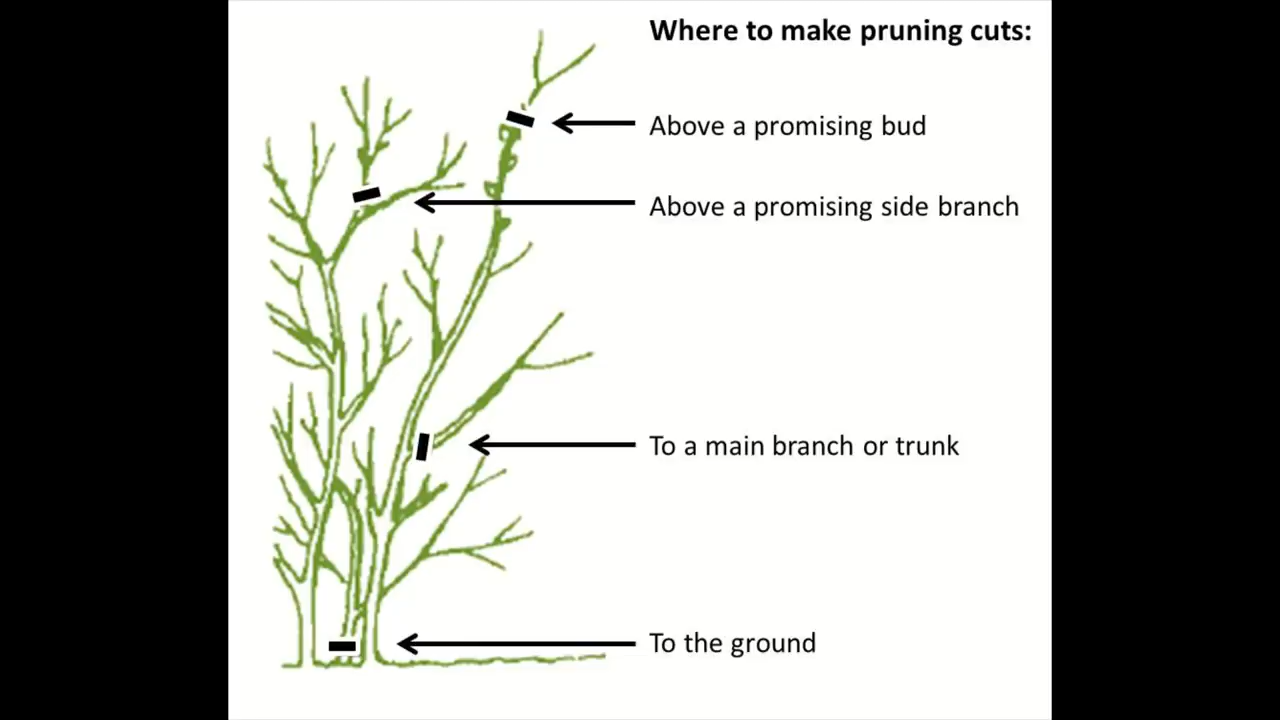 Where to make pruning cuts:
Above a promising bud
Above a promising side branch
To a main branch or trunk
To the ground